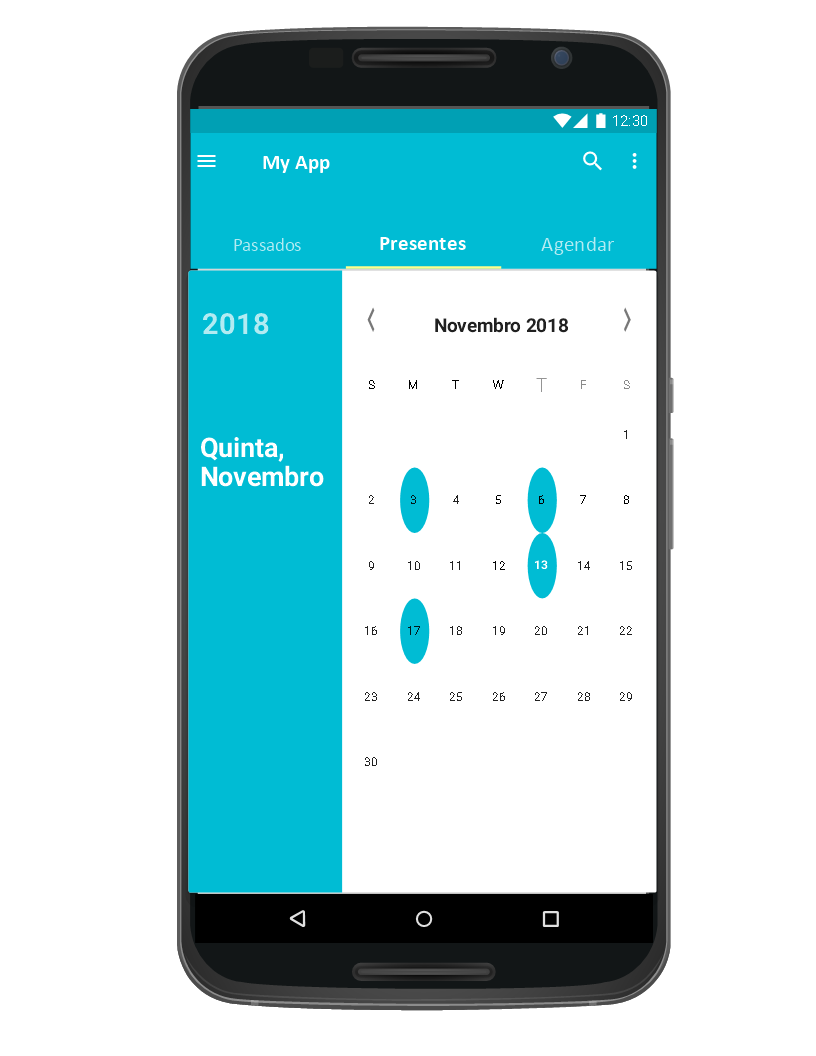 12:30
My App
Passados Presentes Agendar
2018
Novembro 2018
S M T W T F S
1
Quinta,
Novembro
2 3 4 5 6 7 8
9 10 11 12 13 14 15
16 17 18 19 20 21 22
23 24 25 26 27 28 29
30